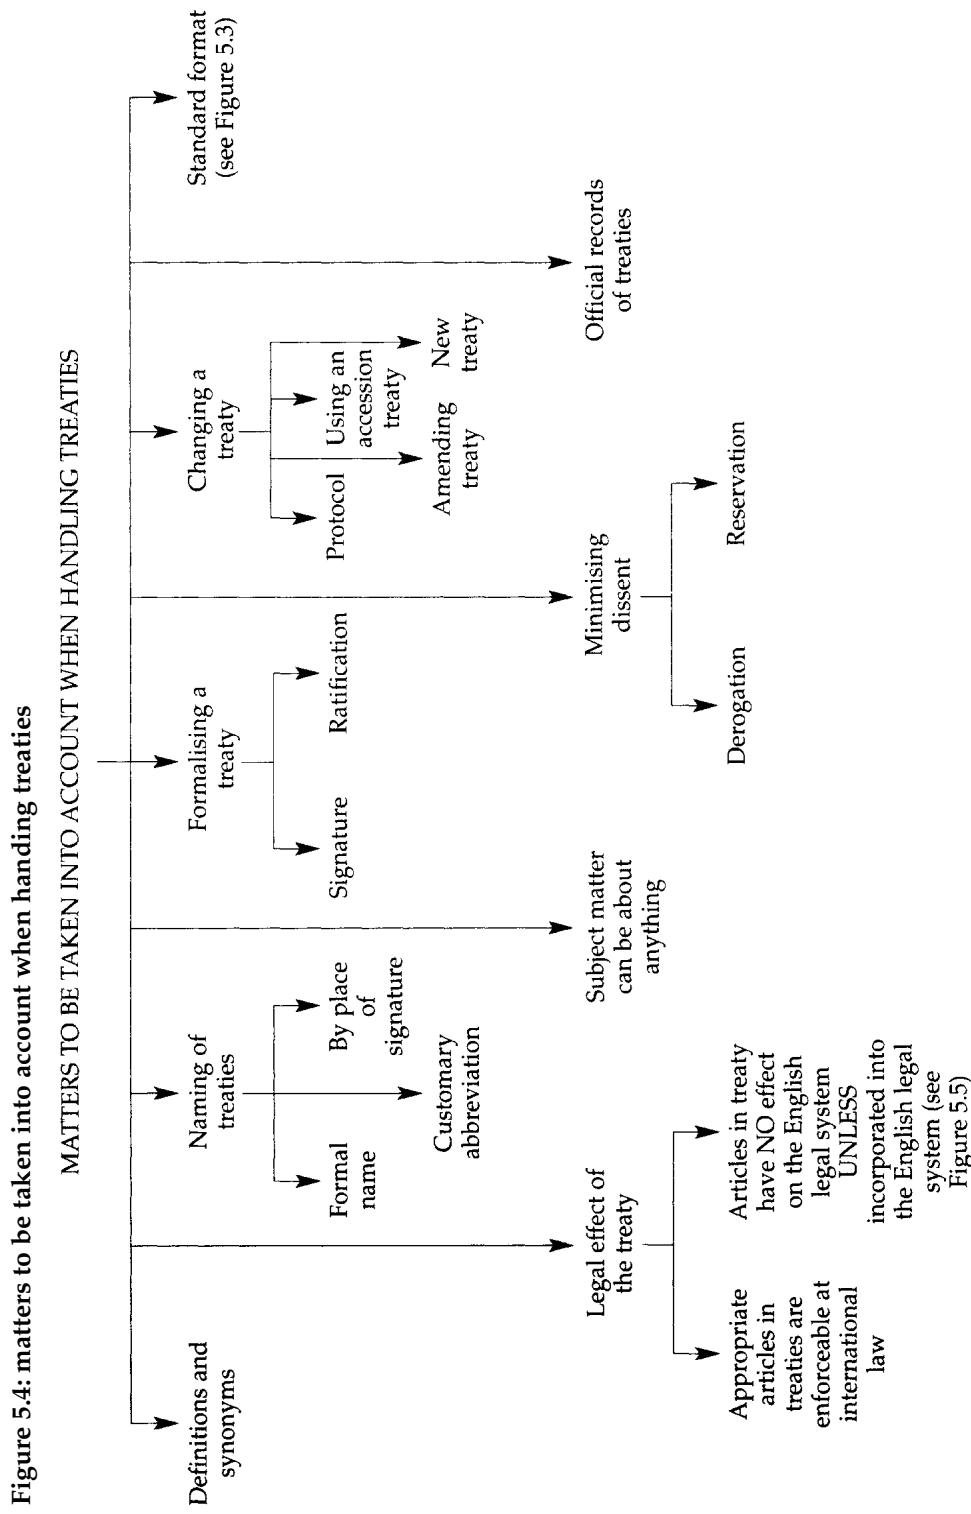 Figure 5.4: matters to be taken into account when handing treaties
MATTERS TO BE TAKEN INTO ACCOUNT WHEN HANDLING TREATIES
Definitions and
synonyms
Naming of
treaties
Formalising a
treaty
Changing a
treaty
Standard format
(see Figure 5.3)
Formal
name
By place
of
signature
Customary
abbreviation
Signature
Ratification
Protocol
Using an
accession
treaty
Amending
treaty
New
treaty
Legal effect of
the treaty
Subject matter
can be about
anything
Minimising
dissent
Official records
of treaties
Appropriate
articles in
treaties are
enforceable at
international
law
Articles in treaty
have NO effect
on the English
legal system
UNLESS
incorporated into
the English legal
system (see
Figure 5.5)
Derogation
Reservation